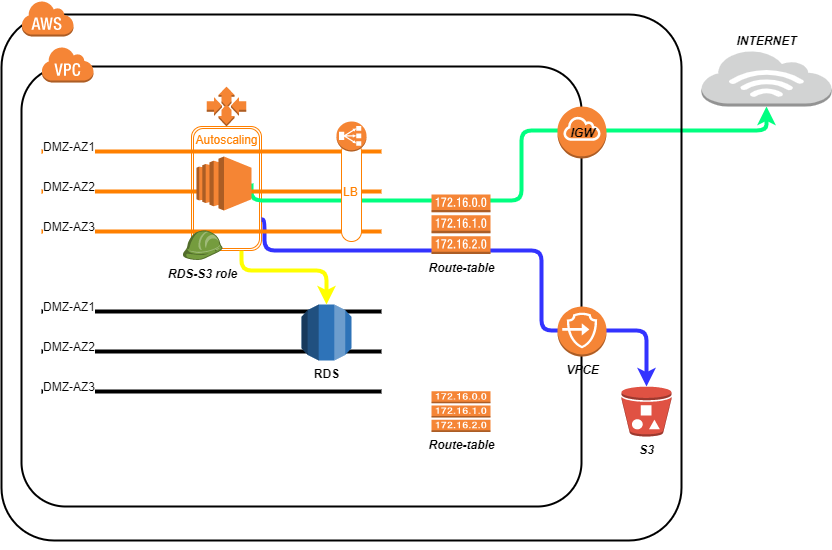 AWS
INTERNET
VPC
Autoscaling
IGW
DMZ-AZ1
DMZ-AZ2
LB
172.16.0.0
172.16.1.0
172.16.2.0
DMZ-AZ3
Route-table
RDS-S3 role
DMZ-AZ1
DMZ-AZ2
RDS
VPCE
DMZ-AZ3
172.16.0.0
172.16.1.0
172.16.2.0
Route-table
S3